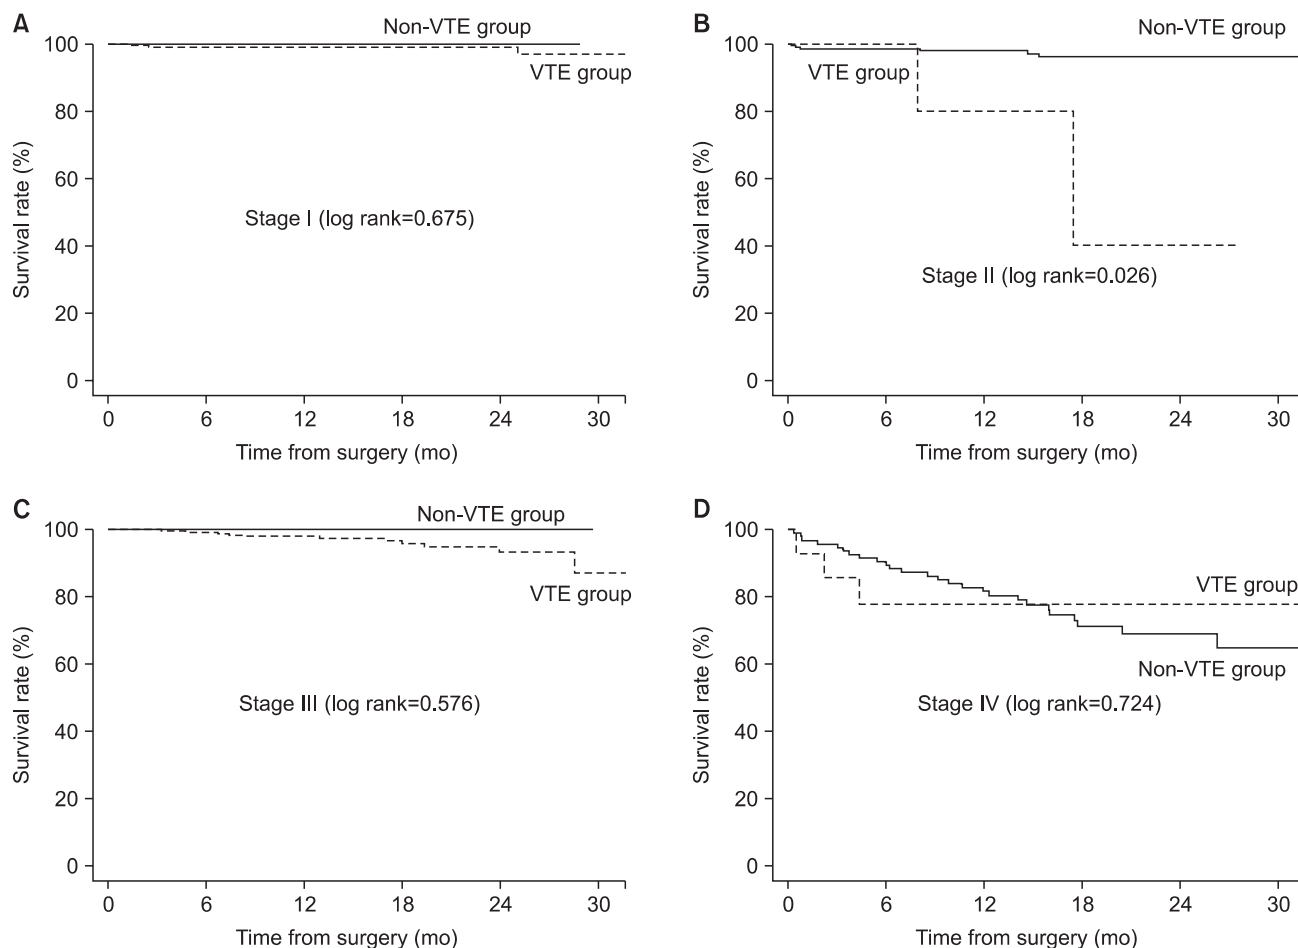 A
Non-VTE group
100
VTE group
80
60
Stage I (log rank=0.675)
40
20
0
Survival rate (%)
0 6 12 18 24 30
Time from surgery (mo)
B
Non-VTE group
100
VTE group
80
60
40
Stage II (log rank=0.026)
20
0
Survival rate (%)
0 6 12 18 24 30
Time from surgery (mo)
C
Non-VTE group
100
VTE group
80
60
Stage III (log rank=0.576)
40
20
0
Survival rate (%)
0 6 12 18 24 30
Time from surgery (mo)
D
100
VTE group
80
Non-VTE group
60
Stage IV (log rank=0.724)
40
20
0
Survival rate (%)
0 6 12 18 24 30
Time from surgery (mo)